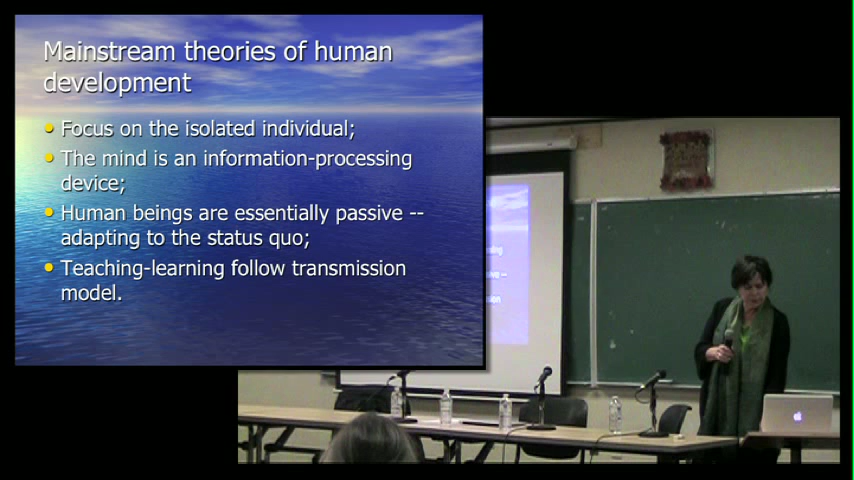 Mainstream theories of human
development
Focus on the isolated individual;
The mind is an information-processing
device;
Human beings are essentially passive --
adapting to the status quo;
Teaching-learning follow transmission
model.